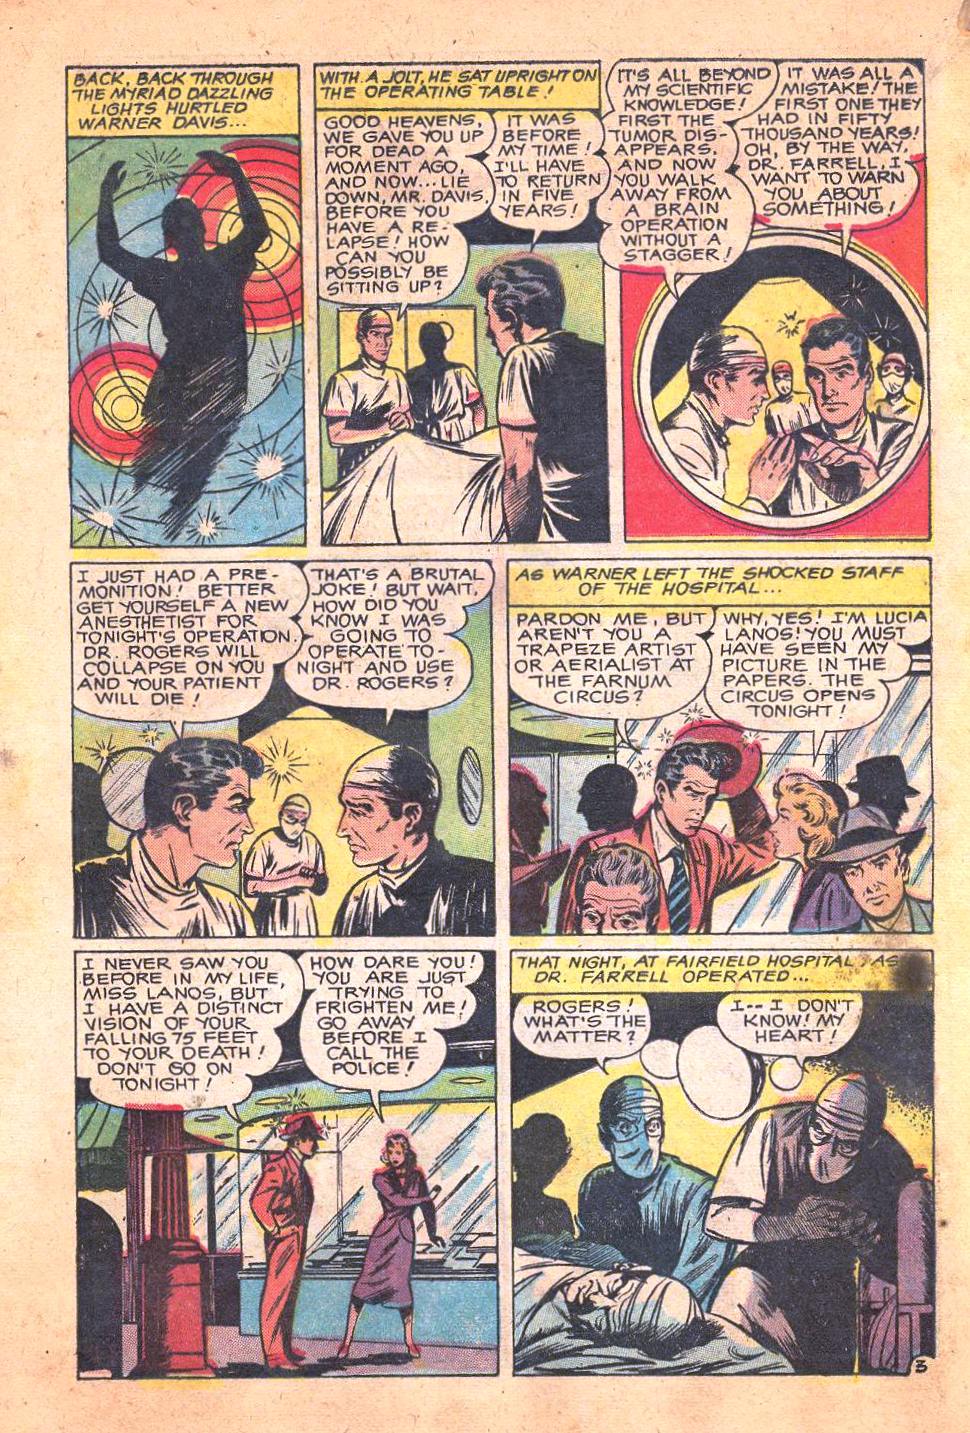 BACK, BACK THROUGH
THE MYRIAD DAZZLING
LIGHTS HURTLED
WARNER DAVIS...
WITH A JOLT, HE SAT UPRIGHT ON
THE OPERATING TABLE!
GOOD HEAVENS,
WE GAVE YOU UP
FOR DEAD A
MOMENT AGO,
AND NOW... LIE
DOWN, MR. DAVIS,
BEFORE YOU
HAVE A RE-
LAPSE! HOW
CAN YOU
POSSIBLY BE
SITTING UP?
IT WAS
BEFORE
MY TIME!
I'LL HAVE
TO RETURN
IN FIVE
YEARS!
IT'S ALL BEYOND
MY SCIENTIFIC
KNOWLEDGE!
FIRST THE
TUMOR DIS-
APPEARS,
AND NOW
YOU WALK
AWAY FROM
A BRAIN
OPERATION
WITHOUT A
STAGGER!
IT WAS ALL A
MISTAKE! THE
FIRST ONE THEY
HAD IN FIFTY
THOUSAND YEARS!
OH, BY THE WAY,
DR. FARRELL, I
WANT TO WARN
YOU ABOUT
SOMETHING!
I JUST HAD A PRE-
MONITION! BETTER
GET YOURSELF A NEW
ANESTHETIST FOR
TONIGHT'S OPERATION.
DR. ROGERS WILL
COLLAPSE ON YOU
AND YOUR PATIENT
WILL DIE!
THAT'S A BRUTAL
JOKE! BUT WAIT,
HOW DID YOU
KNOW I WAS
GOING TO
OPERATE TO-
NIGHT AND USE
DR. ROGERS?
AS WARNER LEFT THE SHOCKED STAFF
OF THE HOSPITAL...
PARDON ME, BUT
AREN'T YOU A
TRAPEZE ARTIST
OR AERIALIST AT
THE FARNUM
CIRCUS?
WHY, YES! I'M LUCIA
LANOS! YOU MUST
HAVE SEEN MY
PICTURE IN THE
PAPERS. THE
CIRCUS OPENS
TONIGHT!
I NEVER SAW YOU
BEFORE IN MY LIFE,
MISS LANOS, BUT
I HAVE A DISTINCT
VISION OF YOUR
FALLING 75 FEET
TO YOUR DEATH!
DON'T GO ON
TONIGHT!
HOW DARE YOU!
YOU ARE JUST
TRYING TO
FRIGHTEN ME!
GO AWAY
BEFORE I
CALL THE
POLICE!
THAT NIGHT, AT FAIRFIELD HOSPITAL, AS
DR. FARRELL OPERATED...
ROGERS!
WHAT'S THE
MATTER?
I-- I DON'T
KNOW! MY
HEART!
3